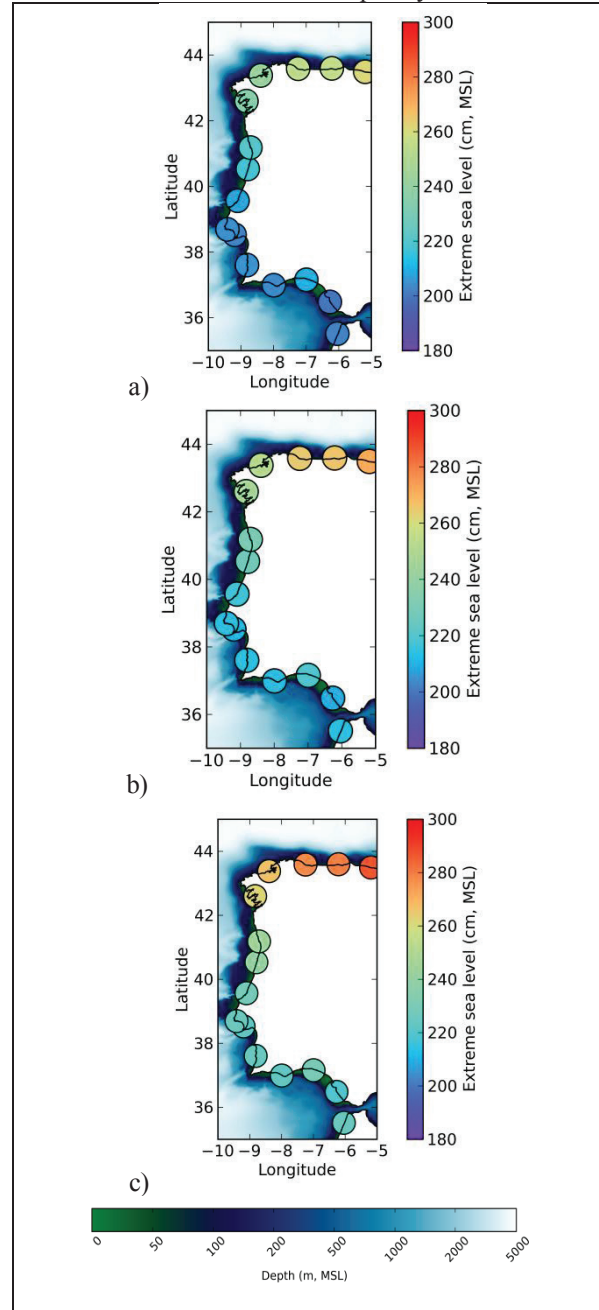 44
42
40
38
36
Latitude
−10 −9 −8 −7 −6 −5
Longitude
300
280
260
240
220
200
180
Extreme sea level (cm, MSL)
a)
44
42
40
38
36
Latitude
−10 −9 −8 −7 −6 −5
Longitude
300
280
260
240
220
200
180
Extreme sea level (cm, MSL)
b)
44
42
40
38
36
Latitude
−10 −9 −8 −7 −6 −5
Longitude
300
280
260
240
220
200
180
Extreme sea level (cm, MSL)
c)
0 50 100 200 500 1000 2000 5000
Depth (m, MSL)